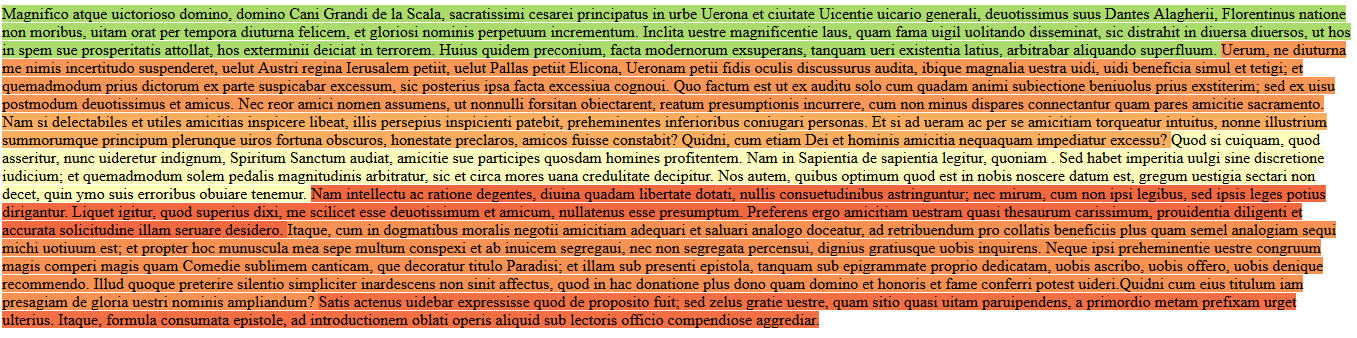 Magnifico atque uictorioso domino, domino Cani Grandi de la Scala, sacratissimi cesarei principatus in urbe Uerona et ciuitate Uicentie uicario generali, deuotissimus suus Dantes Alagherii, Florentinus natione
non moribus, uitam orat per tempora diuturna felicem, et gloriosi nominis perpetuum incrementum. Inclita uestre magnificentie laus, quam fama uigil uolitando disseminat, sic distrahit in diuersa diuersos, ut hos
in spem sue prosperitatis attollat, hos exterminii deiciat in terrorem. Huius quidem preconium, facta modernorum exsuperans, tanquam ueri existentia latius, arbitrabar aliquando superfluum. Uerum, ne diuturna
me nimis incertitudo suspenderet, uelut Austri regina Ierusalem petiit, uelut Pallas petiit Elicona, Ueronam petii fidis oculis discussurus audita, ibique magnalia uestra uidi, uidi beneficia simul et tetigi; et
quemadmodum prius dictorum ex parte suspicabar excessum, sic posterius ipsa facta excessiua cognoui. Quo factum est ut ex auditu solo cum quadam animi subiectione beniuolus prius exstiterim; sed ex uisu
postmodum deuotissimus et amicus. Nec reor amici nomen assumens, ut nonnulli forsitan obiectarent, reatum presumptionis incurrere, cum non minus dispares connectantur quam pares amicitie sacramento.
Nam si delectabiles et utiles amicitias inspicere libeat, illis persepius inspicienti patebit, preheminentes inferioribus coniugari personas. Et si ad ueram ac per se amicitiam torqueatur intuitus, nonne illustrium
summorumque principum plerunque uiros fortuna obscuros, honestate preclaros, amicos fuisse constabit? Quidni, cum etiam Dei et hominis amicitia nequaquam impediatur excessu? Quod si cuiquam, quod
asseritur, nunc uideretur indignum, Spiritum Sanctum audiat, amicitie sue participes quosdam homines profitentem. Nam in Sapientia de sapientia legitur, quoniam . Sed habet imperitia uulgi sine discretione
iudicium; et quemadmodum solem pedalis magnitudinis arbitratur, sic et circa mores uana credulitate decipitur. Nos autem, quibus optimum quod est in nobis noscere datum est, gregum uestigia sectari non
decet, quin ymo suis erroribus obuiare tenemur. Nam intellectu ac ratione degentes, diuina quadam libertate dotati, nullis consuetudinibus astringuntur; nec mirum, cum non ipsi legibus, sed ipsis leges potius
dirigantur. Liquet igitur, quod superius dixi, me scilicet esse deuotissimum et amicum, nullatenus esse presumptum. Preferens ergo amicitiam uestram quasi thesaurum carissimum, prouidentia diligenti et
accurata solicitudine illam seruare desidero. Itaque, cum in dogmatibus moralis negotii amicitiam adequari et saluari analogo doceatur, ad retribuendum pro collatis beneficiis plus quam semel analogiam sequi
michi uotiuum est; et propter hoc munuscula mea sepe multum conspexi et ab inuicem segregaui, nec non segregata percensui, dignius gratiusque uobis inquirens. Neque ipsi preheminentie uestre congruum
magis comperi magis quam Comedie sublimem canticam, que decoratur titulo Paradisi; et illam sub presenti epistola, tanquam sub epigrammate proprio dedicatam, uobis ascribo, uobis offero, uobis denique
recommendo. Illud quoque preterire silentio simpliciter inardescens non sinit affectus, quod in hac donatione plus dono quam domino et honoris et fame conferri potest uideri.Quidni cum eius titulum iam
presagiam de gloria uestri nominis ampliandum? Satis actenus uidebar expressisse quod de proposito fuit; sed zelus gratie uestre, quam sitio quasi uitam paruipendens, a primordio metam prefixam urget
ulterius. Itaque, formula consumata epistole, ad introductionem oblati operis aliquid sub lectoris officio compendiose aggrediar.